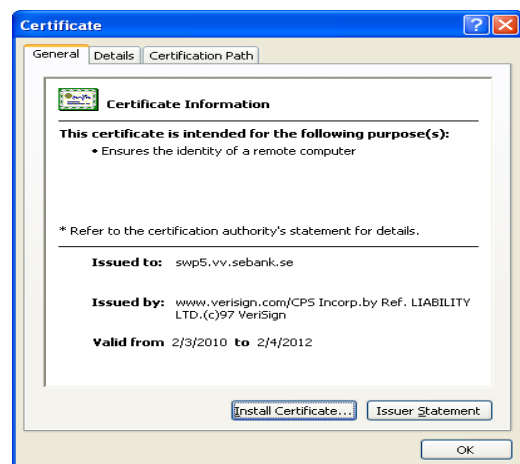 Certificate
General Details Certification Path
Certificate Information
This certificate is intended for the following purpose(s):
• Ensures the identity of a remote computer
* Refer to the certification authority's statement for details.
Issued to: swp5.vv.sebank.se
Issued by: www.verisign.com/CPS Incorp.by Ref. LIABILITY
LTD.(c)97 VeriSign
Valid from 2/3/2010 to 2/4/2012
Install Certificate... Issuer Statement
OK